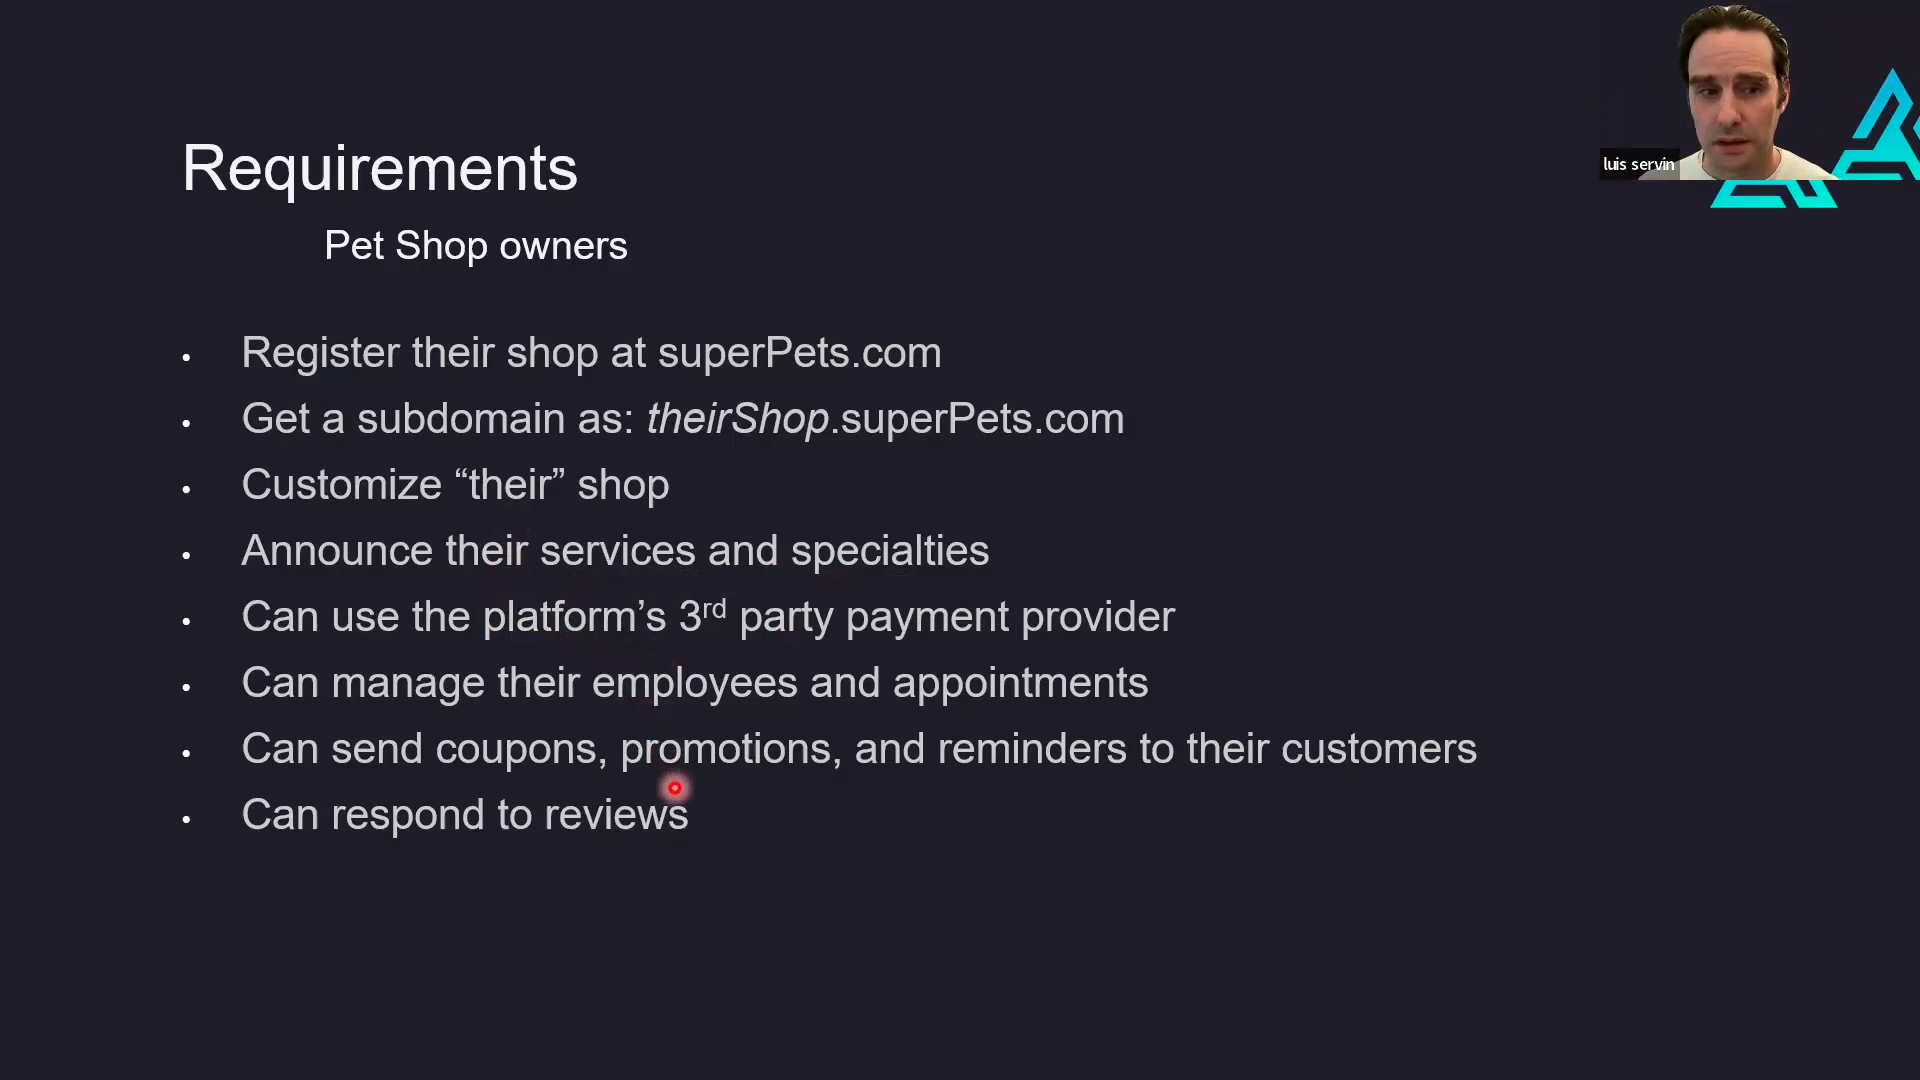 luis servin
Requirements
Pet Shop owners
• Register their shop at superPets.com
• Get a subdomain as: theirShop.superPets.com
• Customize “their” shop
• Announce their services and specialties
• Can use the platform’s 3rd party payment provider
• Can manage their employees and appointments
• Can send coupons, promotions, and reminders to their customers
• Can respond to reviews